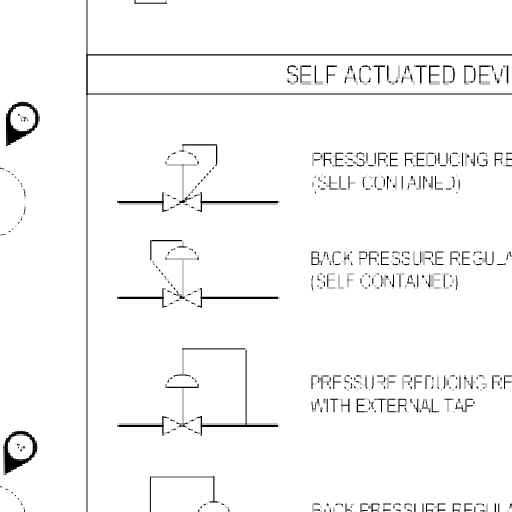 SELF ACTUATED DEVI
PRESSURE REDUCING RE
(SELF CONTAINED)
BACK PRESSURE REGULA
(SELF CONTAINED)
PRESSURE REDUCING RE
WITH EXTERNAL TAP
BACK PRESSURE REGULA